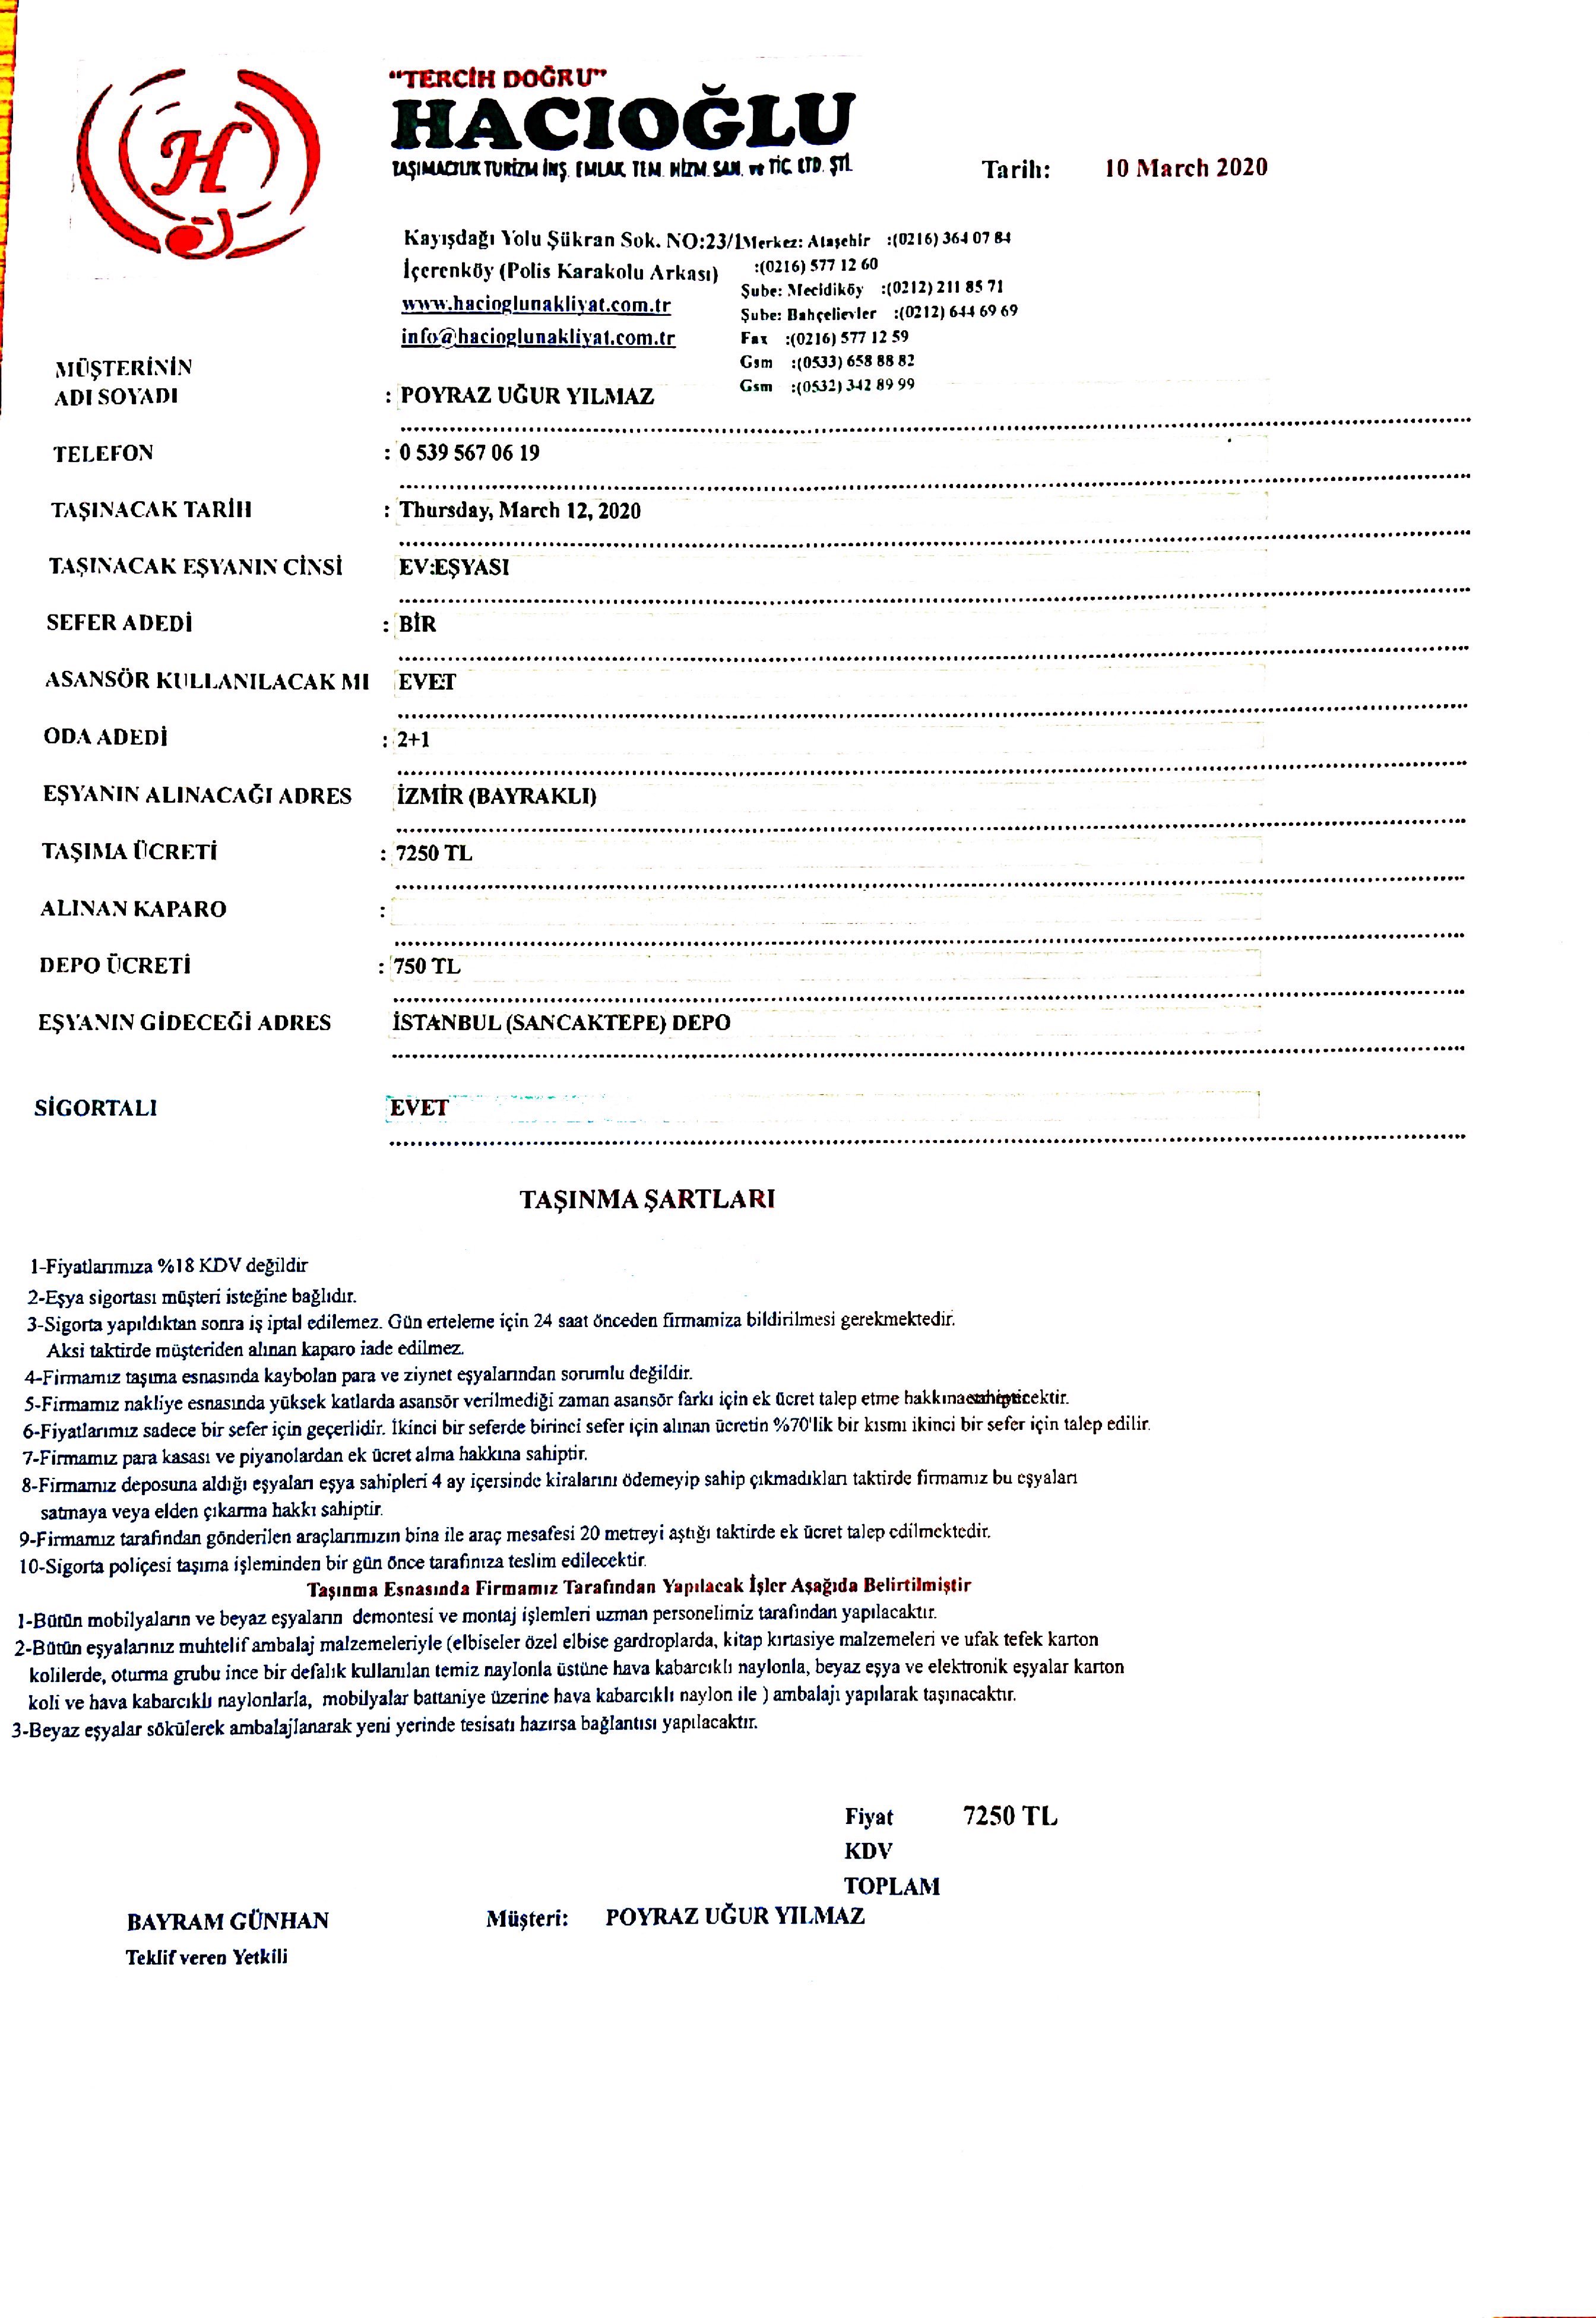 "TERCİH DOĞRU"
HACIOĞLU
TAŞIMACILIK TURİZM İNŞ. EMLAK. TEM. HİZM. SAN. ve TİC. LTD. ŞTİ.
Tarih: 10 March 2020
Kayışdağı Yolu Şükran Sok. NO:23/1 Merkez: Ataşehir :(0216) 364 07 84
İçerenköy (Polis Karakolu Arkası) :(0216) 577 12 60
Şube: Mecidiköy :(0212) 211 85 71
www.hacioglunakliyat.com.tr
Şube: Bahçelievler :(0212) 644 69 69
info@hacioglunakliyat.com.tr
Fax :(0216) 577 12 59
Gsm :(0533) 658 88 82
Gsm :(0532) 342 89 99
MÜŞTERİNİN
ADI SOYADI : POYRAZ UĞUR YILMAZ
TELEFON : 0 539 567 06 19
TAŞINACAK TARİH : Thursday, March 12, 2020
TAŞINACAK EŞYANIN CİNSİ EV:EŞYASI
SEFER ADEDİ : BİR
ASANSÖR KULLANILACAK MI EVET
ODA ADEDİ : 2+1
EŞYANIN ALINACAĞI ADRES İZMİR (BAYRAKLI)
TAŞIMA ÜCRETİ : 7250 TL
ALINAN KAPARO :
DEPO ÜCRETİ : 750 TL
EŞYANIN GİDECEĞİ ADRES İSTANBUL (SANCAKTEPE) DEPO
SİGORTALI EVET
TAŞINMA ŞARTLARI
1-Fiyatlarımıza %18 KDV değildir
2-Eşya sigortası müşteri isteğine bağlıdır.
3-Sigorta yapıldıktan sonra iş iptal edilemez. Gün erteleme için 24 saat önceden firmamiza bildirilmesi gerekmektedir.
Aksi taktirde müşteriden alınan kaparo iade edilmez.
4-Firmamız taşıma esnasında kaybolan para ve ziynet eşyalarından sorumlu değildir.
5-Firmamız nakliye esnasında yüksek katlarda asansör verilmediği zaman asansör farkı için ek ücret talep etme hakkına
6-Fiyatlarımız sadece bir sefer için geçerlidir. İkinci bir seferde birinci sefer için alınan ücretin %70'lik bir kısmı ikinci bir sefer için talep edilir.
7-Firmamız para kasası ve piyanolardan ek ücret alma hakkına sahiptir.
8-Firmamız deposuna aldığı eşyaları eşya sahipleri 4 ay içersinde kiralarını ödemeyip sahip çıkmadıkları taktirde firmamız bu eşyaları
satmaya veya elden çıkarma hakkı sahiptir.
9-Firmamız tarafından gönderilen araçlarımızın bina ile araç mesafesi 20 metreyi aştığı taktirde ek ücret talep edilmektedir.
10-Sigorta poliçesi taşıma işleminden bir gün önce tarafınıza teslim edilecektir.
Taşınma Esnasında Firmamız Tarafından Yapılacak İşler Aşağıda Belirtilmiştir
1-Bütün mobilyaların ve beyaz eşyaların demontesi ve montaj işlemleri uzman personelimiz tarafından yapılacaktır.
2-Bütün eşyalarınız muhtelif ambalaj malzemeleriyle (elbiseler özel elbise gardroplarda, kitap kırtasiye malzemeleri ve ufak tefek karton
kolilerde, oturma grubu ince bir defalık kullanılan temiz naylonla üstüne hava kabarcıklı naylonla, beyaz eşya ve elektronik eşyalar karton
koli ve hava kabarcıklı naylonlarla, mobilyalar battaniye üzerine hava kabarcıklı naylon ile ) ambalajı yapılarak taşınacaktır.
3-Beyaz eşyalar sökülerek ambalajlanarak yeni yerinde tesisatı hazırsa bağlantısı yapılacaktır.
Fiyat 7250 TL
KDV
TOPLAM
BAYRAM GÜNHAN Müşteri: POYRAZ UĞUR YILMAZ
Teklif veren Yetkili